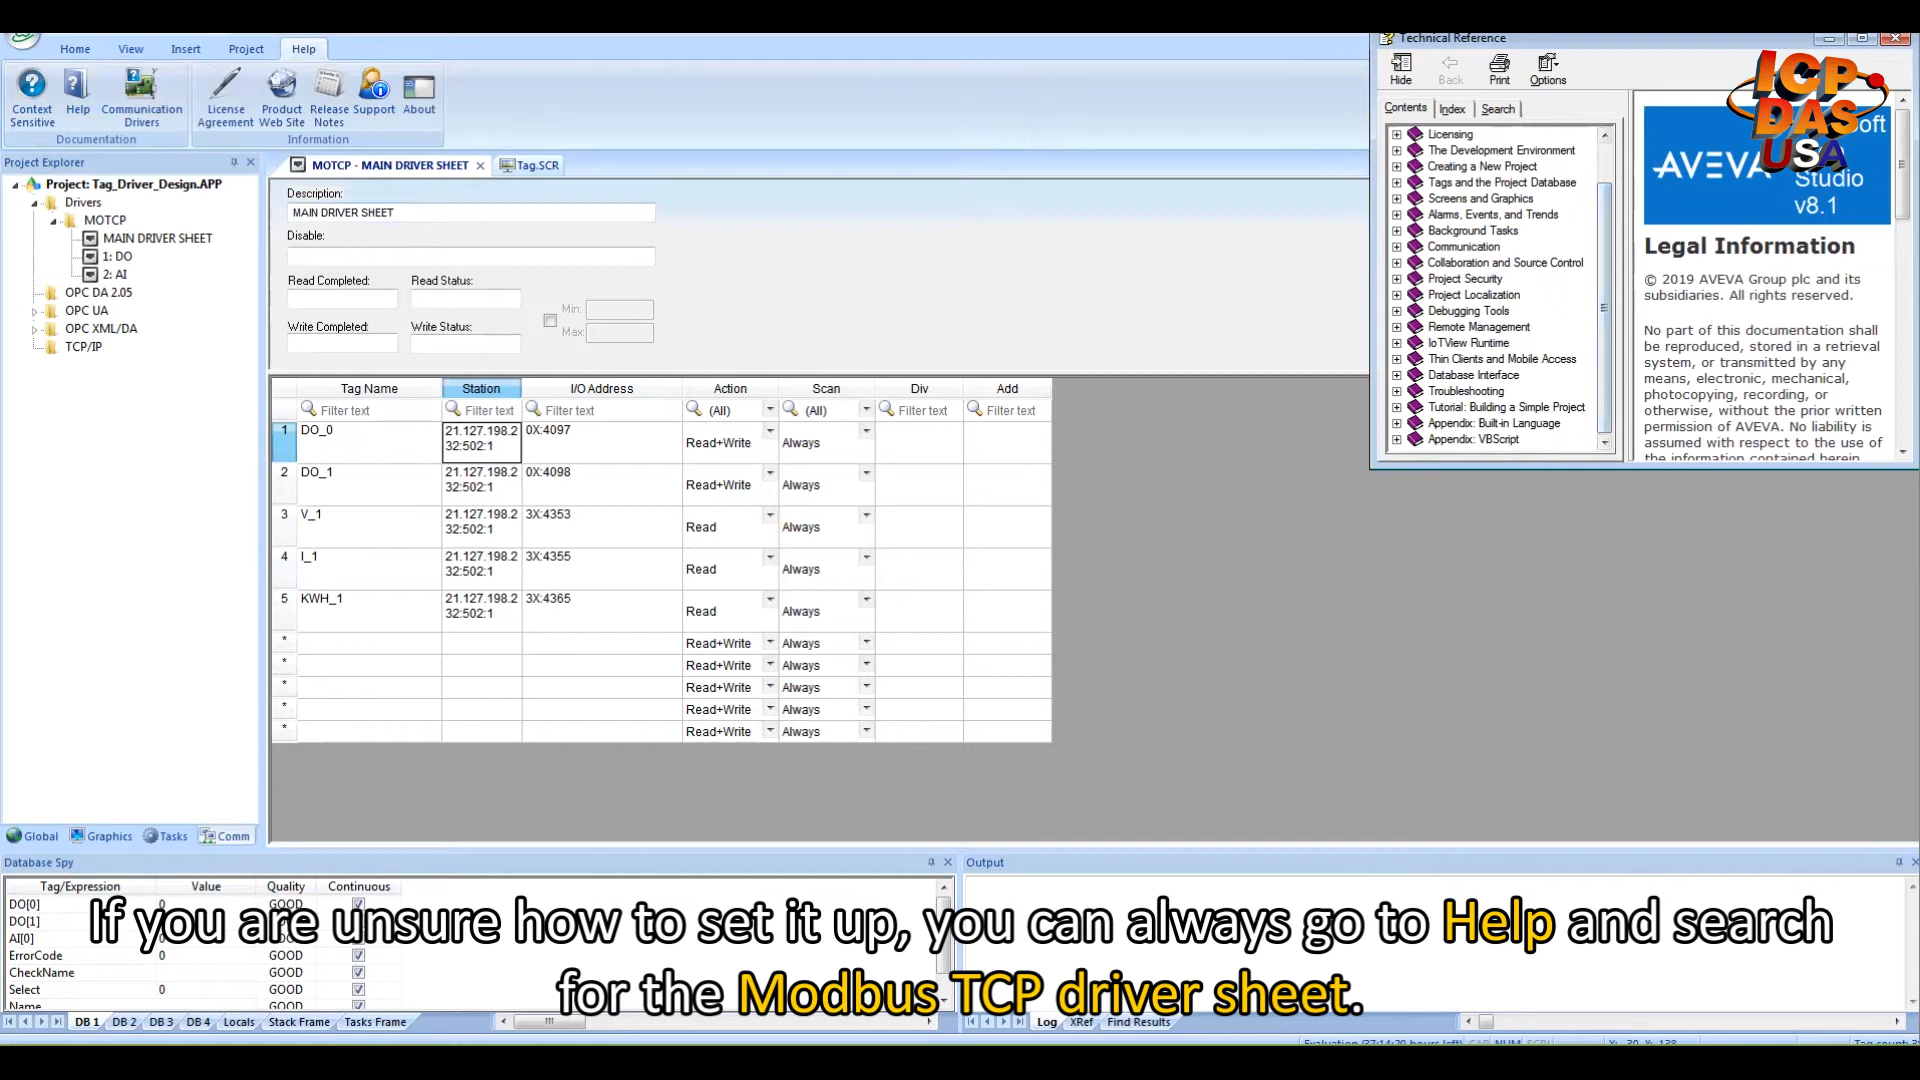 Home View Insert Project Help
Context Sensitive
Help
Communication Drivers
License Agreement
Product Web Site
Release Notes
Support
About
Documentation
Information
Technical Reference
Hide Back Print Options
Contents Index Search
Licensing
The Development Environment
Creating a New Project
Tags and the Project Database
Screens and Graphics
Alarms, Events, and Trends
Background Tasks
Communication
Collaboration and Source Control
Project Security
Project Localization
Debugging Tools
Remote Management
IoTView Runtime
Thin Clients and Mobile Access
Database Interface
Troubleshooting
Tutorial: Building a Simple Project
Appendix: Built-in Language
Appendix: VBScript
ICP
DAS
USA
AVEVA
Studio
v8.1
Legal Information
© 2019 AVEVA Group plc and its
subsidiaries. All rights reserved.
No part of this documentation shall
be reproduced, stored in a retrieval
system, or transmitted by any
means, electronic, mechanical,
photocopying, recording, or
otherwise, without the prior written
permission of AVEVA. No liability is
assumed with respect to the use of
the information contained herein
Project Explorer
Project: Tag_Driver_Design.APP
Drivers
MOTCP
MAIN DRIVER SHEET
1: DO
2: AI
OPC DA 2.05
OPC UA
OPC XML/DA
TCP/IP
Global Graphics Tasks Comm
MOTCP - MAIN DRIVER SHEET Tag.SCR
Description:
MAIN DRIVER SHEET
Disable:
Read Completed: Read Status:
Min:
Write Completed: Write Status:
Max:
Tag Name Station I/O Address Action Scan Div Add
Filter text Filter text Filter text (All) (All) Filter text Filter text
1 DO_0 21.127.198.232:502:1 0X:4097 Read+Write Always
2 DO_1 21.127.198.232:502:1 0X:4098 Read+Write Always
3 V_1 21.127.198.232:502:1 3X:4353 Read Always
4 I_1 21.127.198.232:502:1 3X:4355 Read Always
5 KWH_1 21.127.198.232:502:1 3X:4365 Read Always
* Read+Write Always
* Read+Write Always
* Read+Write Always
* Read+Write Always
* Read+Write Always
Database Spy
Tag/Expression Value Quality Continuous
DO[0] 0 GOOD
DO[1] GOOD
AI[0] GOOD
ErrorCode 0 GOOD
CheckName GOOD
Select 0 GOOD
Name GOOD
DB 1 DB 2 DB 3 DB 4 Locals Stack Frame Tasks Frame
Output
Log XRef Find Results
If you are unsure how to set it up, you can always go to Help and search
for the Modbus TCP driver sheet.